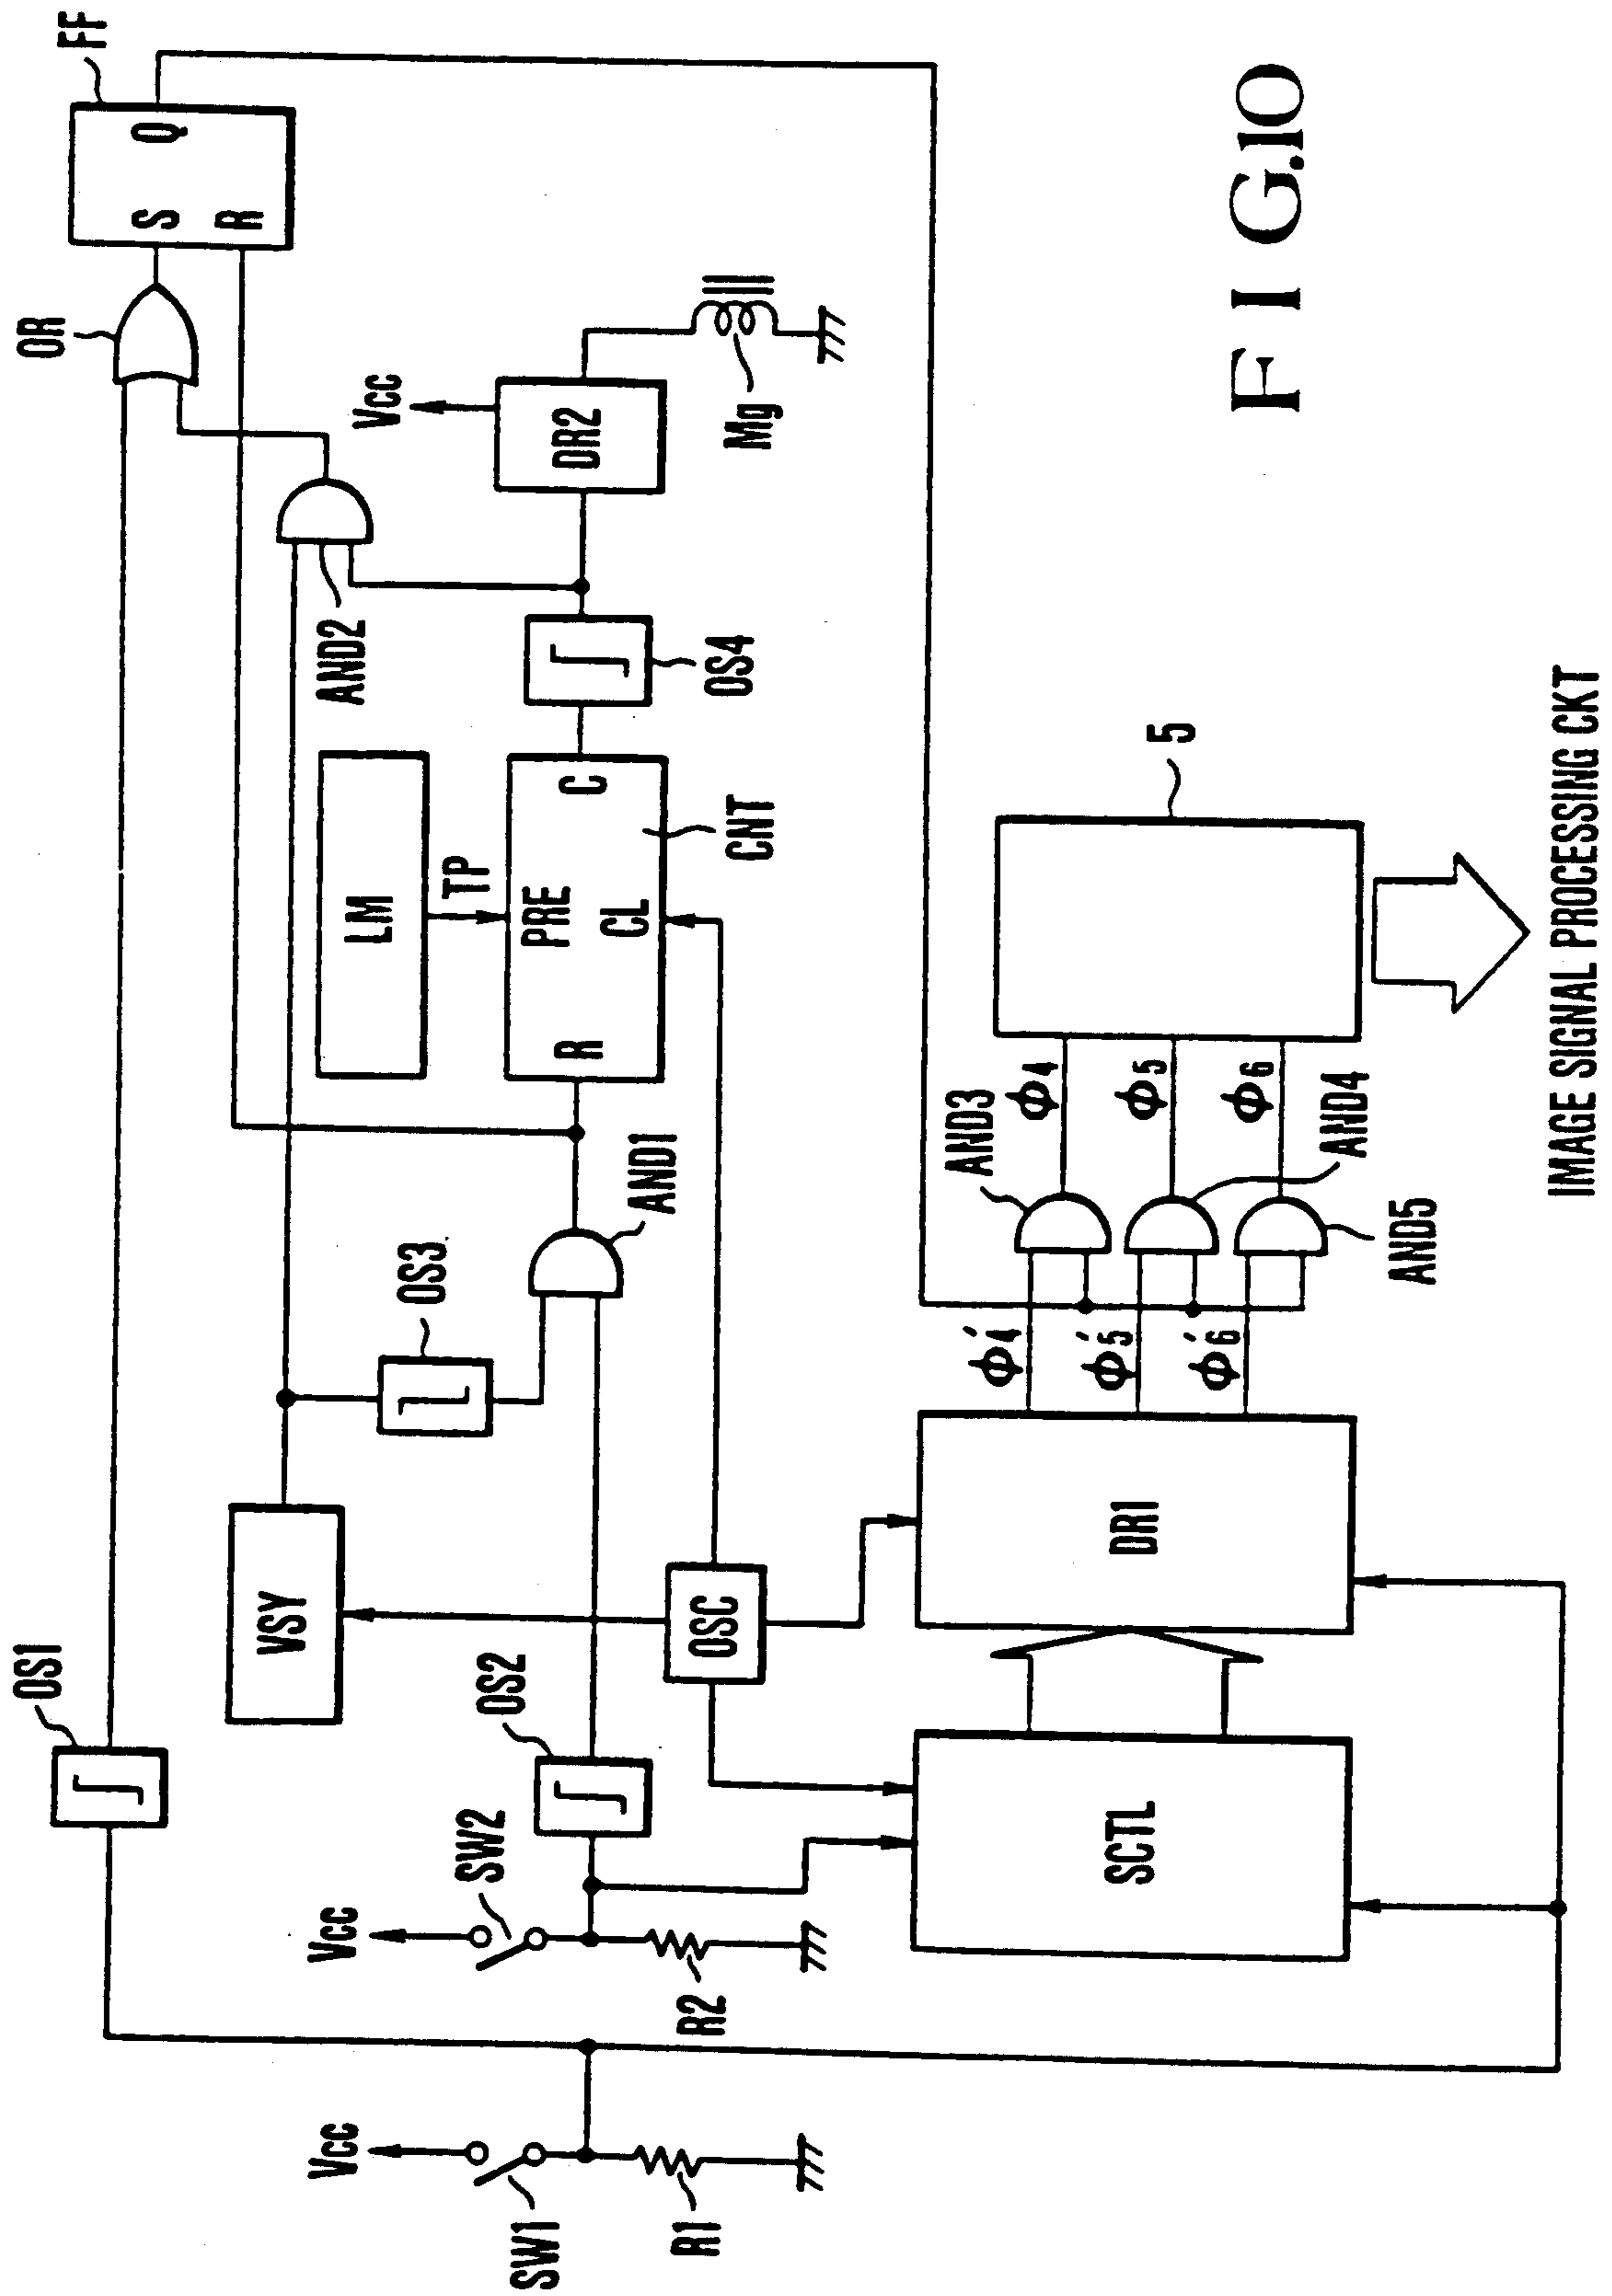 OS1
OR
FF
S Q
R
VSY
AND2
Vcc
OS3
LM
TP
DR2
Mg
Vcc
SW2
OS2
AND1
R
PRE
CL
C
CNT
OS4
Vcc
SW1
R1
R2
OSC
SCTL
DR1
ϕ'4
ϕ'5
ϕ'6
AND3
AND4
AND5
ϕ4
ϕ5
ϕ6
5
IMAGE SIGNAL PROCESSING CKT
FIG.10